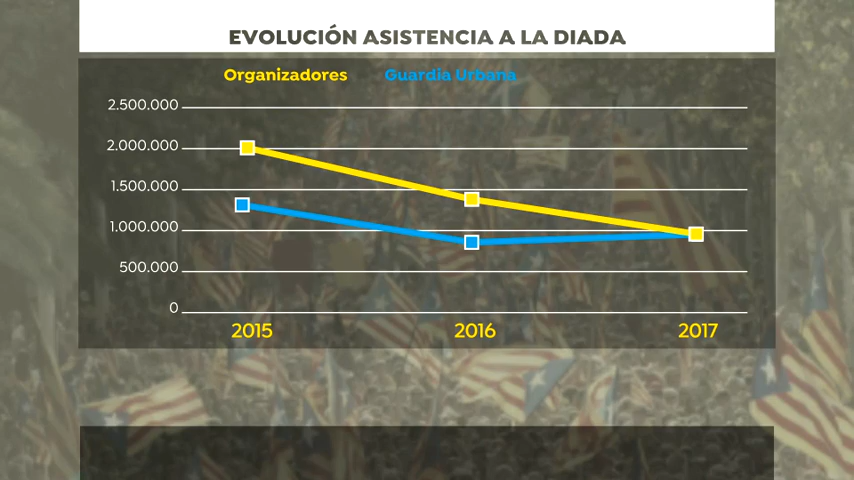 EVOLUCIÓN ASISTENCIA A LA DIADA
Organizadores Guardia Urbana
2.500.000
2.000.000
1.500.000
1.000.000
500.000
0
2015 2016 2017